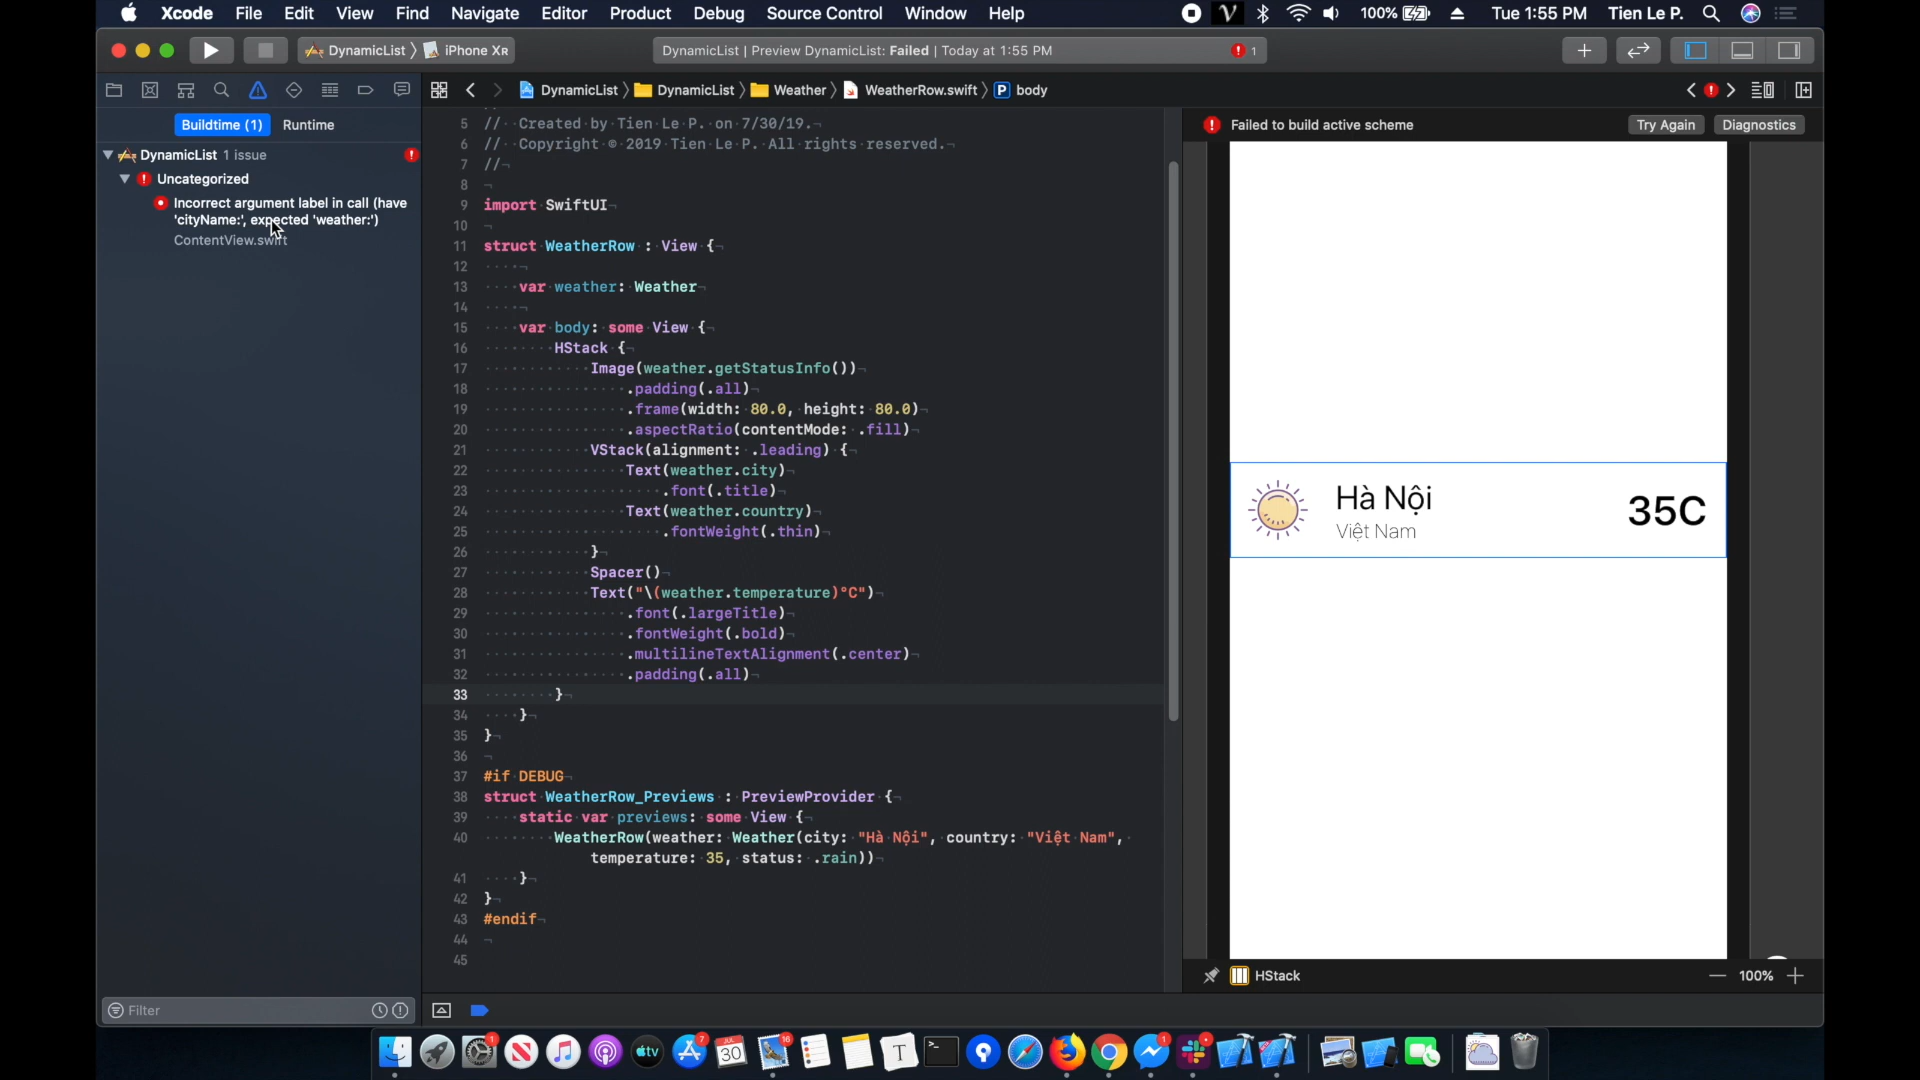 Xcode File Edit View Find Navigate Editor Product Debug Source Control Window Help V 100% Tue 1:55 PM Tien Le P.
DynamicList 〉 iPhone XR DynamicList | Preview DynamicList: Failed | Today at 1:55 PM 1
DynamicList 〉 DynamicList 〉 Weather 〉 WeatherRow.swift 〉 P body
Buildtime (1) Runtime
DynamicList 1 issue
Uncategorized
Incorrect argument label in call (have
'cityName:', expected 'weather:')
ContentView.swift
Filter
5 // Created by Tien Le P. on 7/30/19.
6 // Copyright © 2019 Tien Le P. All rights reserved.
7 //
8
9 import SwiftUI
10
11 struct WeatherRow : View {
12
13 var weather: Weather
14
15 var body: some View {
16 HStack {
17 Image(weather.getStatusInfo())
18 .padding(.all)
19 .frame(width: 80.0, height: 80.0)
20 .aspectRatio(contentMode: .fill)
21 VStack(alignment: .leading) {
22 Text(weather.city)
23 .font(.title)
24 Text(weather.country)
25 .fontWeight(.thin)
26 }
27 Spacer()
28 Text("\(weather.temperature)°C")
29 .font(.largeTitle)
30 .fontWeight(.bold)
31 .multilineTextAlignment(.center)
32 .padding(.all)
33 }
34 }
35 }
36
37 #if DEBUG
38 struct WeatherRow_Previews : PreviewProvider {
39 static var previews: some View {
40 WeatherRow(weather: Weather(city: "Hà Nội", country: "Việt Nam",
temperature: 35, status: .rain))
41 }
42 }
43 #endif
44
45
Failed to build active scheme Try Again Diagnostics
Hà Nội
Việt Nam
35C
HStack 100%
1 tv 7 JUL 30 16 T 1